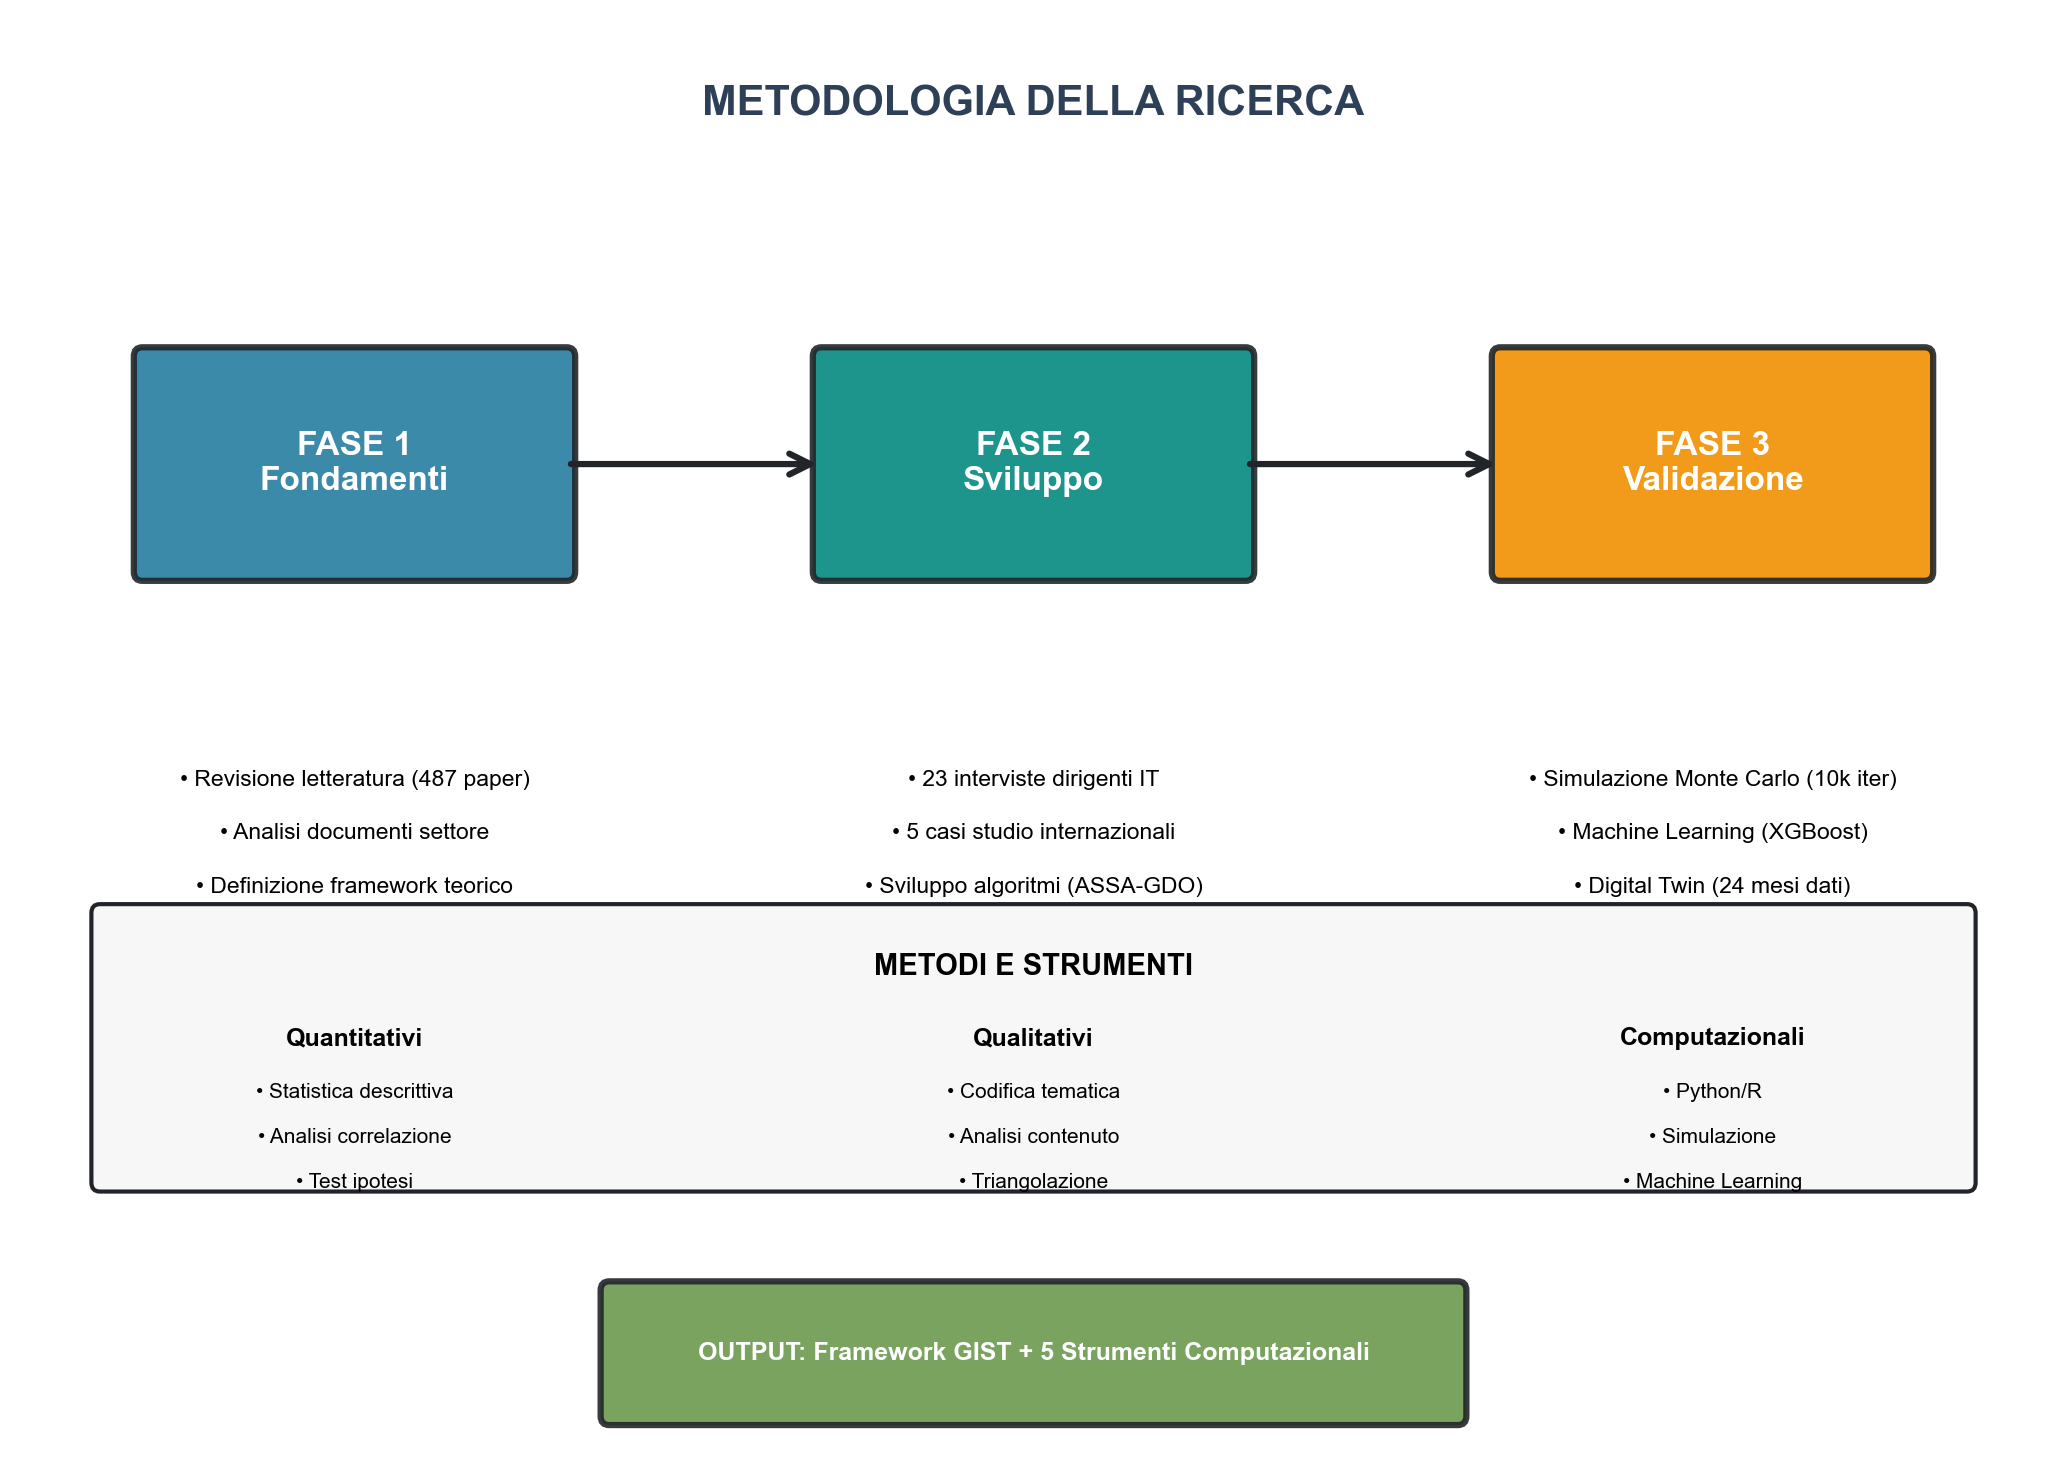 METODOLOGIA DELLA RICERCA
FASE 1
Fondamenti
FASE 2
Sviluppo
FASE 3
Validazione
• Revisione letteratura (487 paper)
• Analisi documenti settore
• Definizione framework teorico
• 23 interviste dirigenti IT
• 5 casi studio internazionali
• Sviluppo algoritmi (ASSA-GDO)
• Simulazione Monte Carlo (10k iter)
• Machine Learning (XGBoost)
• Digital Twin (24 mesi dati)
METODI E STRUMENTI
Quantitativi
• Statistica descrittiva
• Analisi correlazione
• Test ipotesi
Qualitativi
• Codifica tematica
• Analisi contenuto
• Triangolazione
Computazionali
• Python/R
• Simulazione
• Machine Learning
OUTPUT: Framework GIST + 5 Strumenti Computazionali